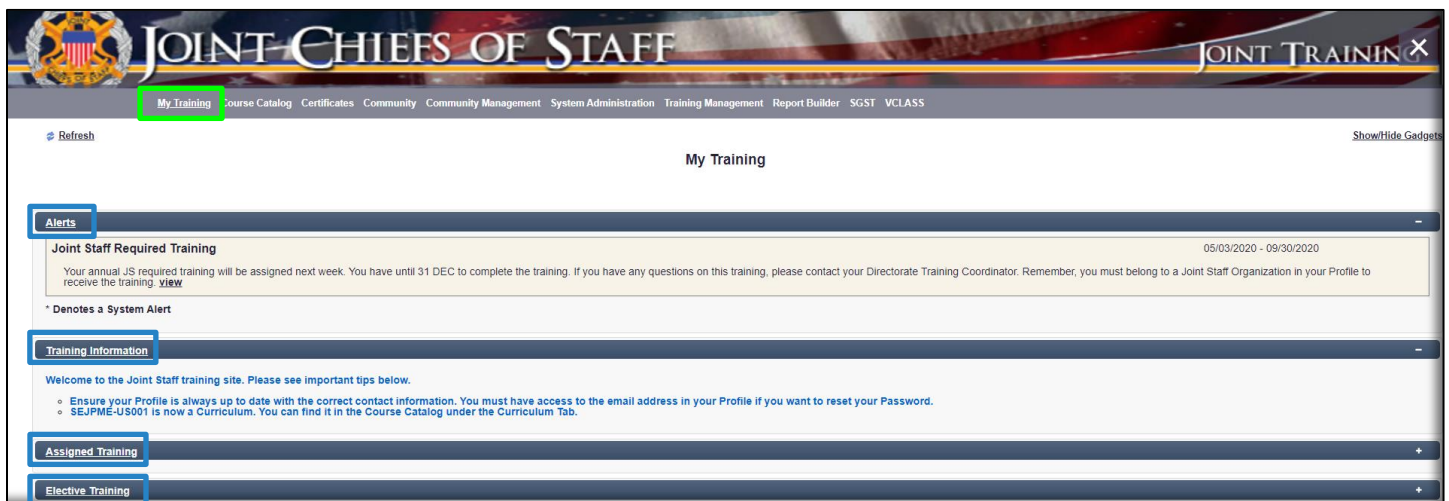 JOINT CHIEFS OF STAFF
JOINT TRAINING
×
My Training Course Catalog Certificates Community Community Management System Administration Training Management Report Builder SGST VCLASS
Refresh
Show/Hide Gadgets
My Training
Alerts
−
Joint Staff Required Training
05/03/2020 - 09/30/2020
Your annual JS required training will be assigned next week. You have until 31 DEC to complete the training. If you have any questions on this training, please contact your Directorate Training Coordinator. Remember, you must belong to a Joint Staff Organization in your Profile to
receive the training. view
* Denotes a System Alert
Training Information
−
Welcome to the Joint Staff training site. Please see important tips below.
Ensure your Profile is always up to date with the correct contact information. You must have access to the email address in your Profile if you want to reset your Password.
SEJPME-US001 is now a Curriculum. You can find it in the Course Catalog under the Curriculum Tab.
Assigned Training
+
Elective Training
+